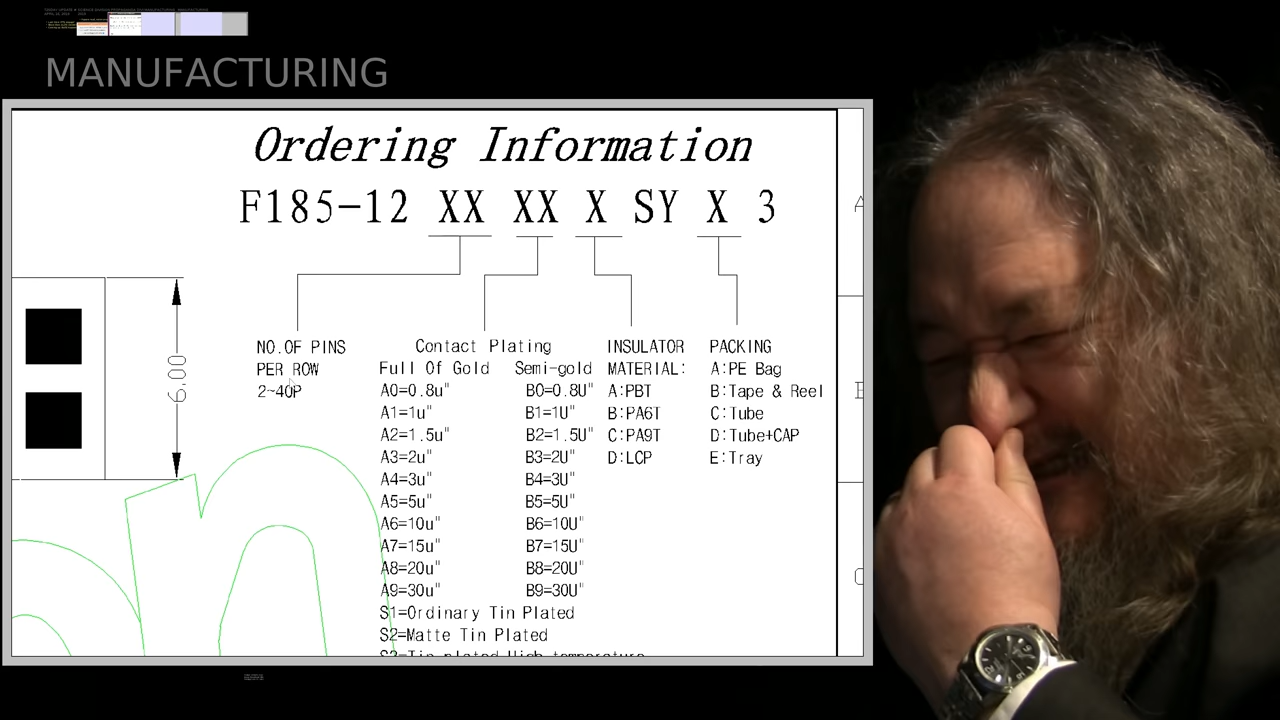 MANUFACTURING
Ordering Information
F185-12 XX XX X SY X 3
NO.OF PINS
PER ROW
2~40P
Contact Plating
Full Of Gold Semi-gold
A0=0.8u" B0=0.8U"
A1=1u" B1=1U"
A2=1.5u" B2=1.5U"
A3=2u" B3=2U"
A4=3u" B4=3U"
A5=5u" B5=5U"
A6=10u" B6=10U"
A7=15u" B7=15U"
A8=20u" B8=20U"
A9=30u" B9=30U"
S1=Ordinary Tin Plated
S2=Matte Tin Plated
INSULATOR
MATERIAL:
A:PBT
B:PA6T
C:PA9T
D:LCP
PACKING
A:PE Bag
B:Tape & Reel
C:Tube
D:Tube+CAP
E:Tray
6.00
A